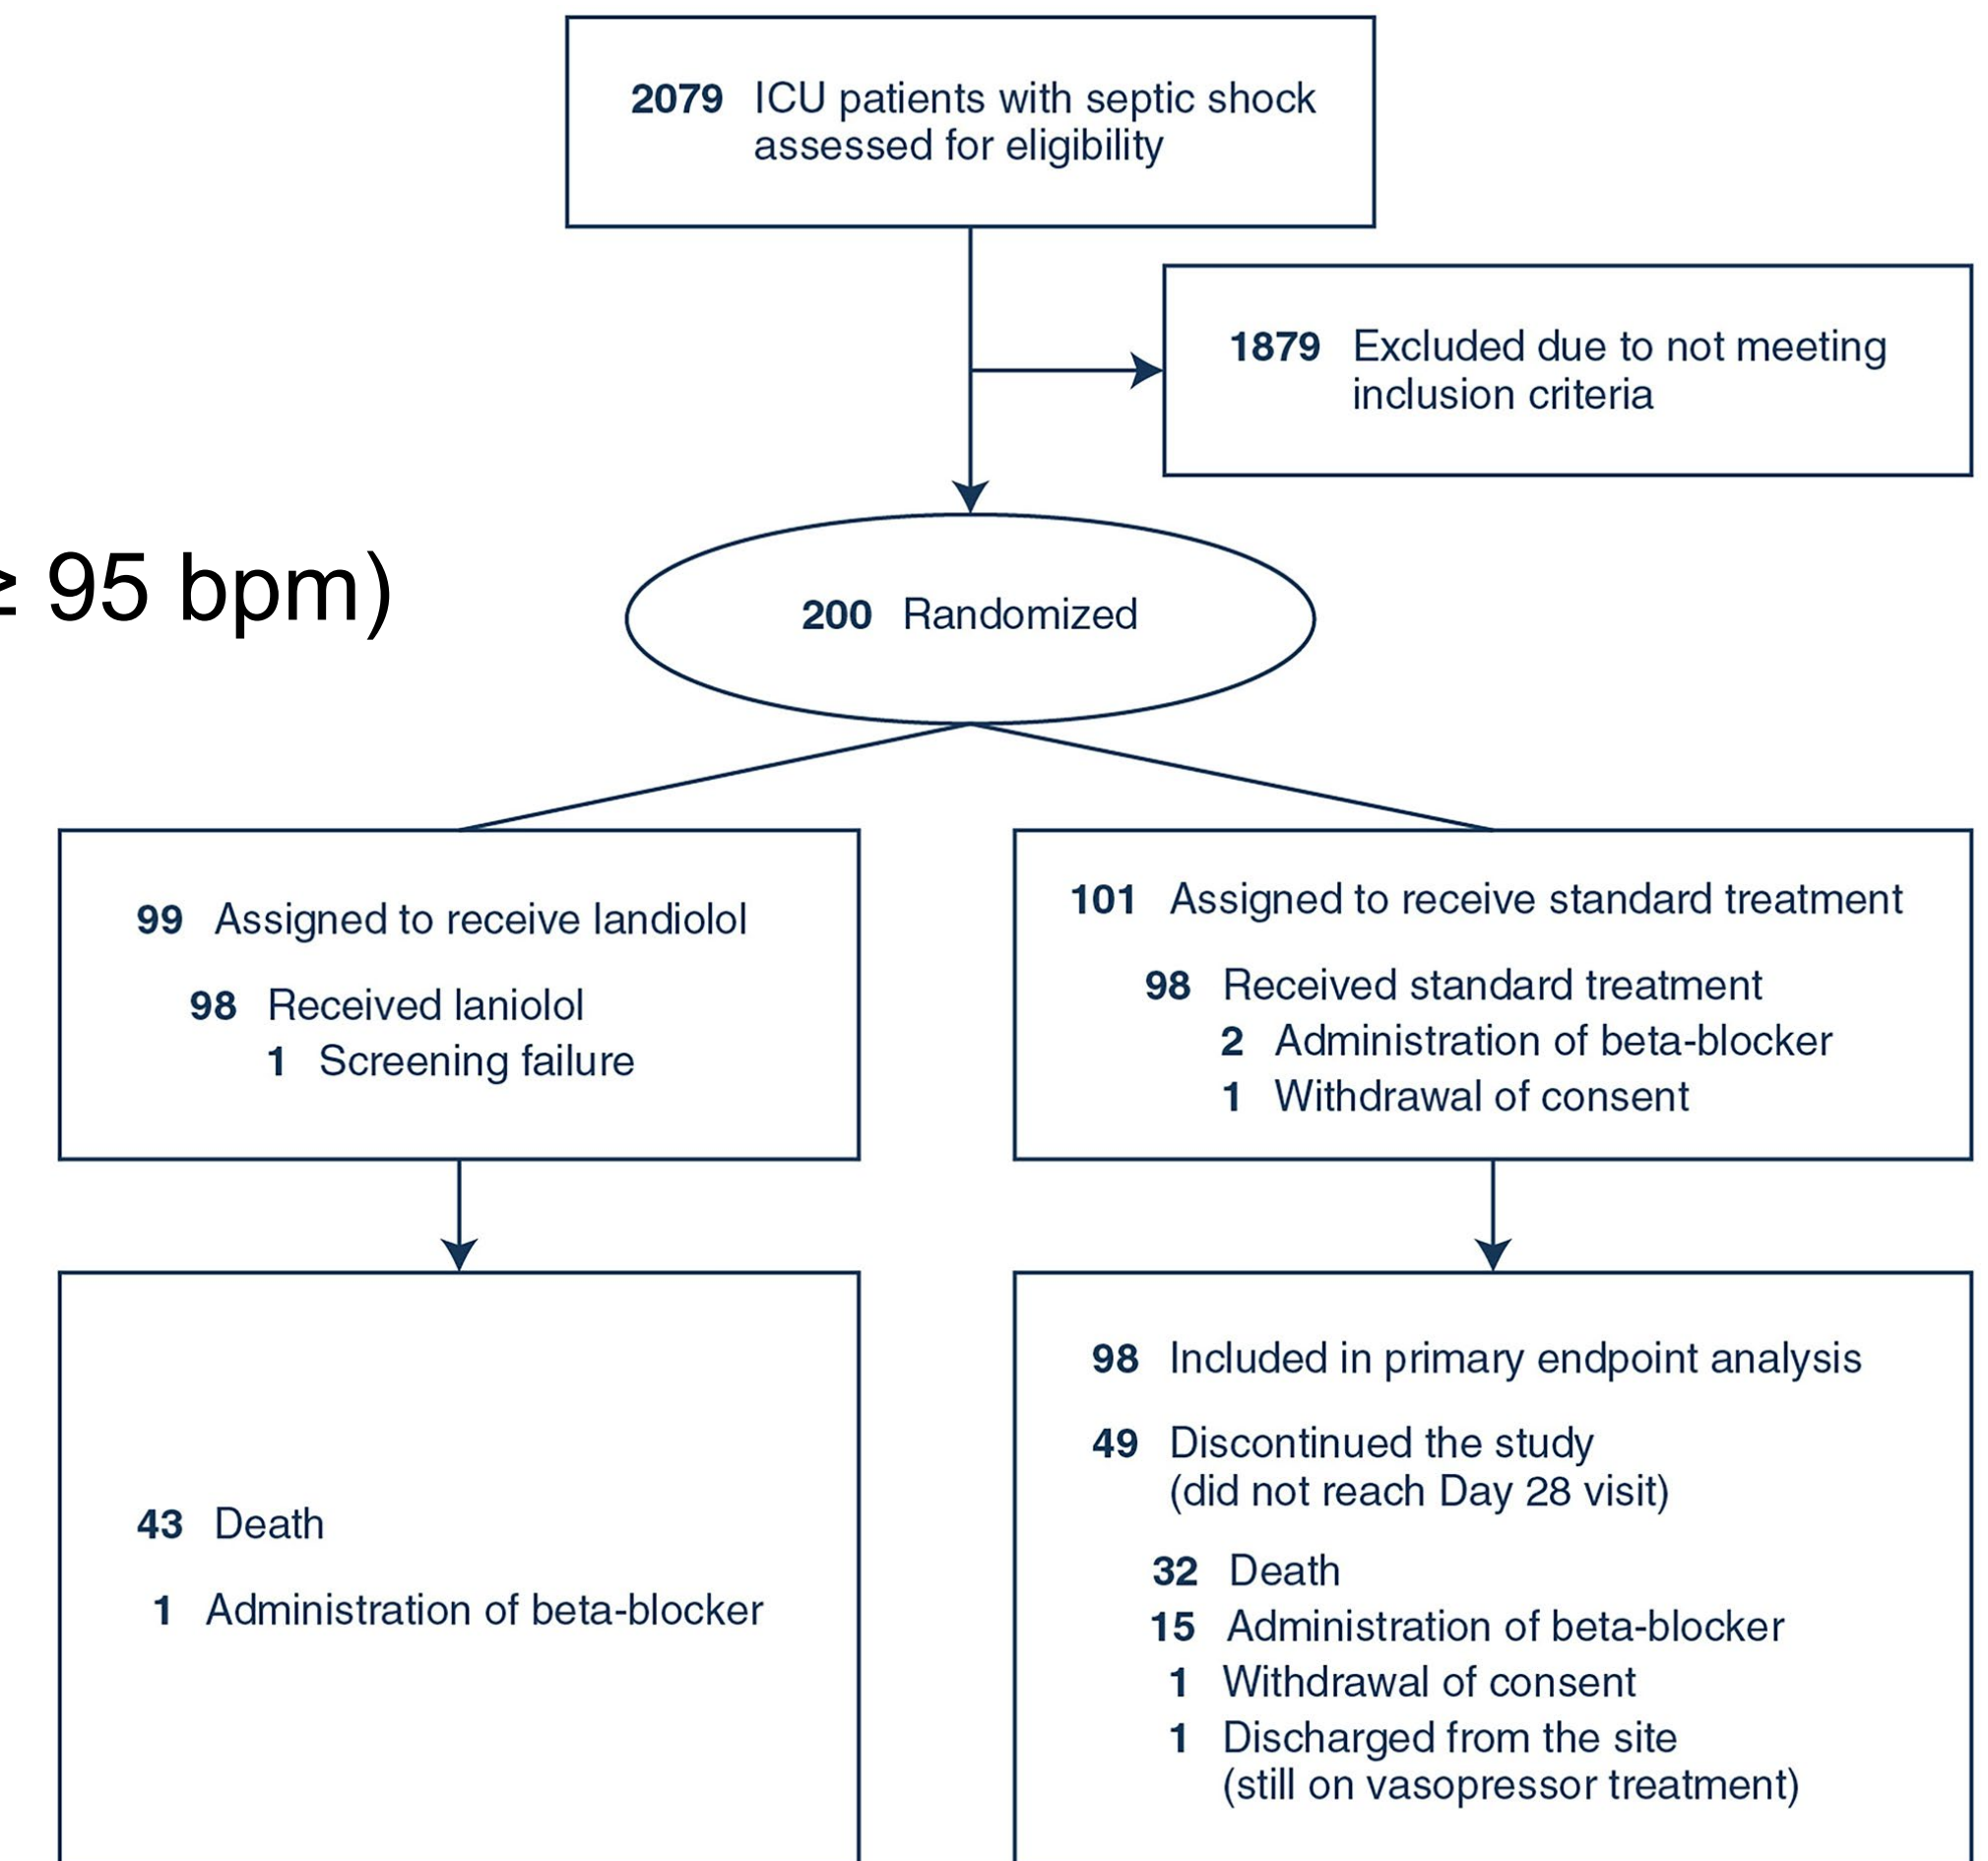 2079 ICU patients with septic shock
assessed for eligibility
1879 Excluded due to not meeting
inclusion criteria
≥ 95 bpm)
200 Randomized
99 Assigned to receive landiolol
98 Received laniolol
1 Screening failure
101 Assigned to receive standard treatment
98 Received standard treatment
2 Administration of beta-blocker
1 Withdrawal of consent
43 Death
1 Administration of beta-blocker
98 Included in primary endpoint analysis
49 Discontinued the study
(did not reach Day 28 visit)
32 Death
15 Administration of beta-blocker
1 Withdrawal of consent
1 Discharged from the site
(still on vasopressor treatment)